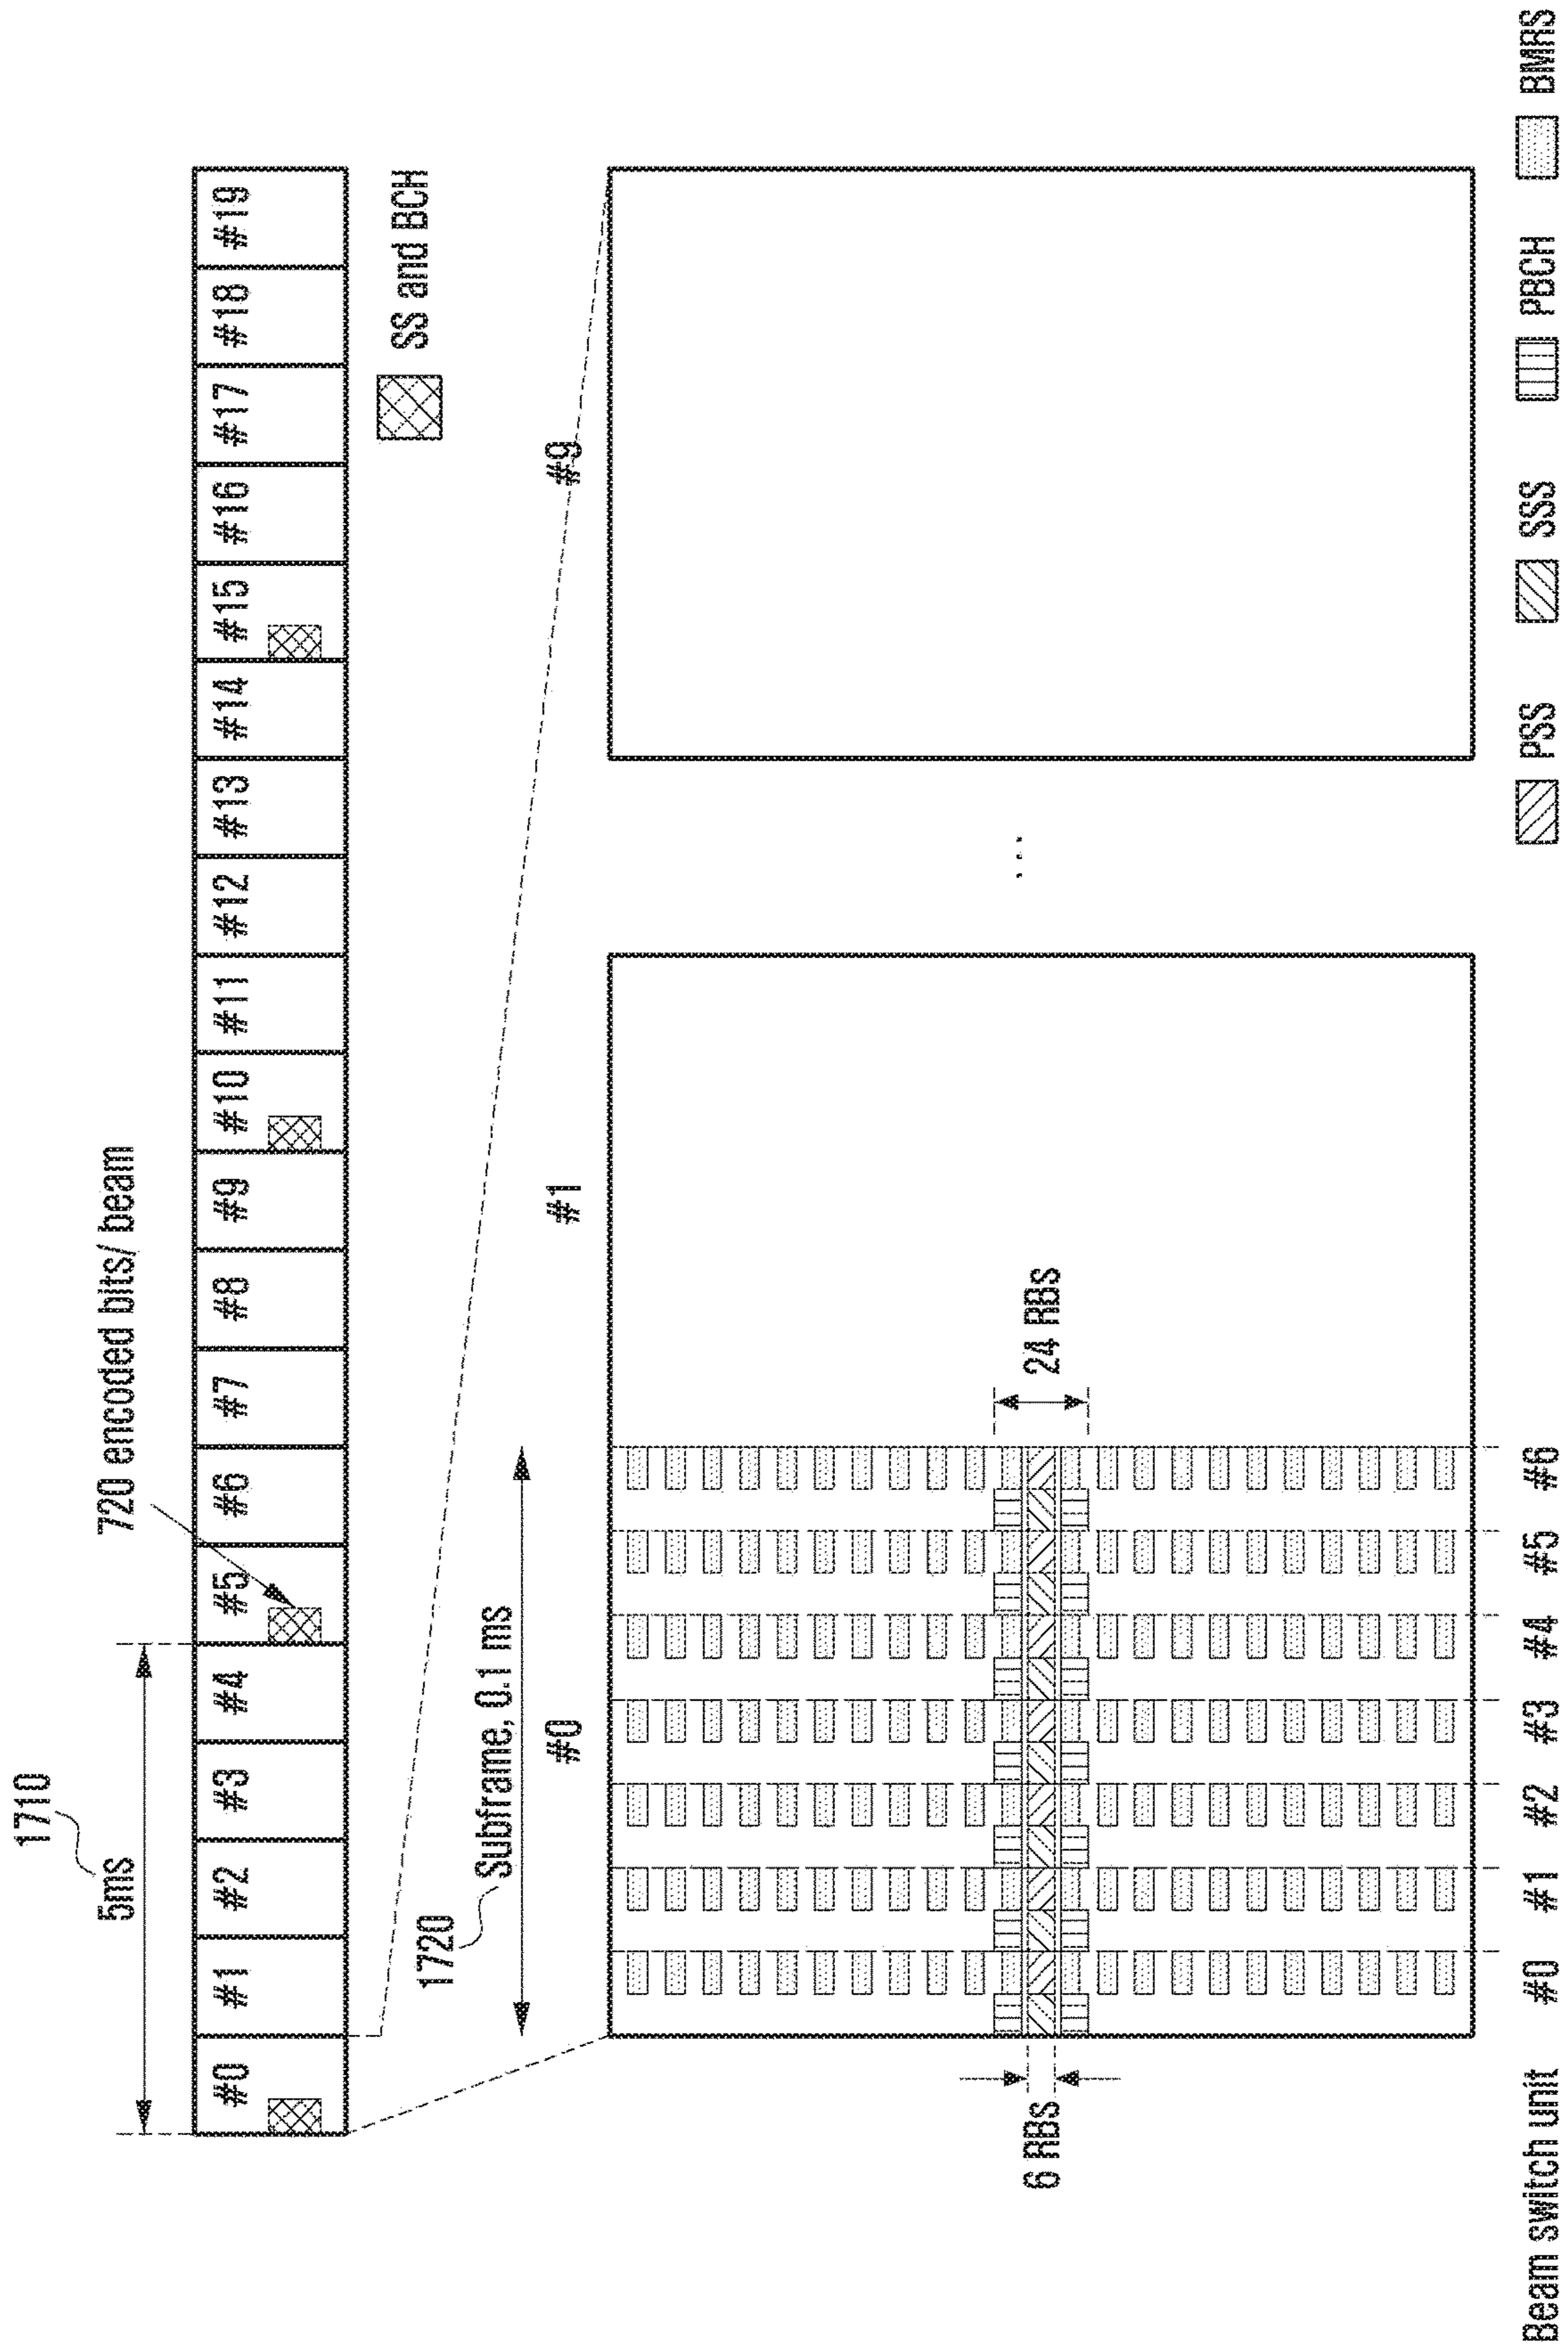 1710
5ms
720 encoded bits/ beam
#0 #1 #2 #3 #4 #5 #6 #7 #8 #9 #10 #11 #12 #13 #14 #15 #16 #17 #18 #19
SS and BCH
1720
Subframe, 0.1 ms
#0 #1 #9
6 RBs
24 RBs
...
Beam switch unit #0 #1 #2 #3 #4 #5 #6
PSS SSS PBCH BMRS